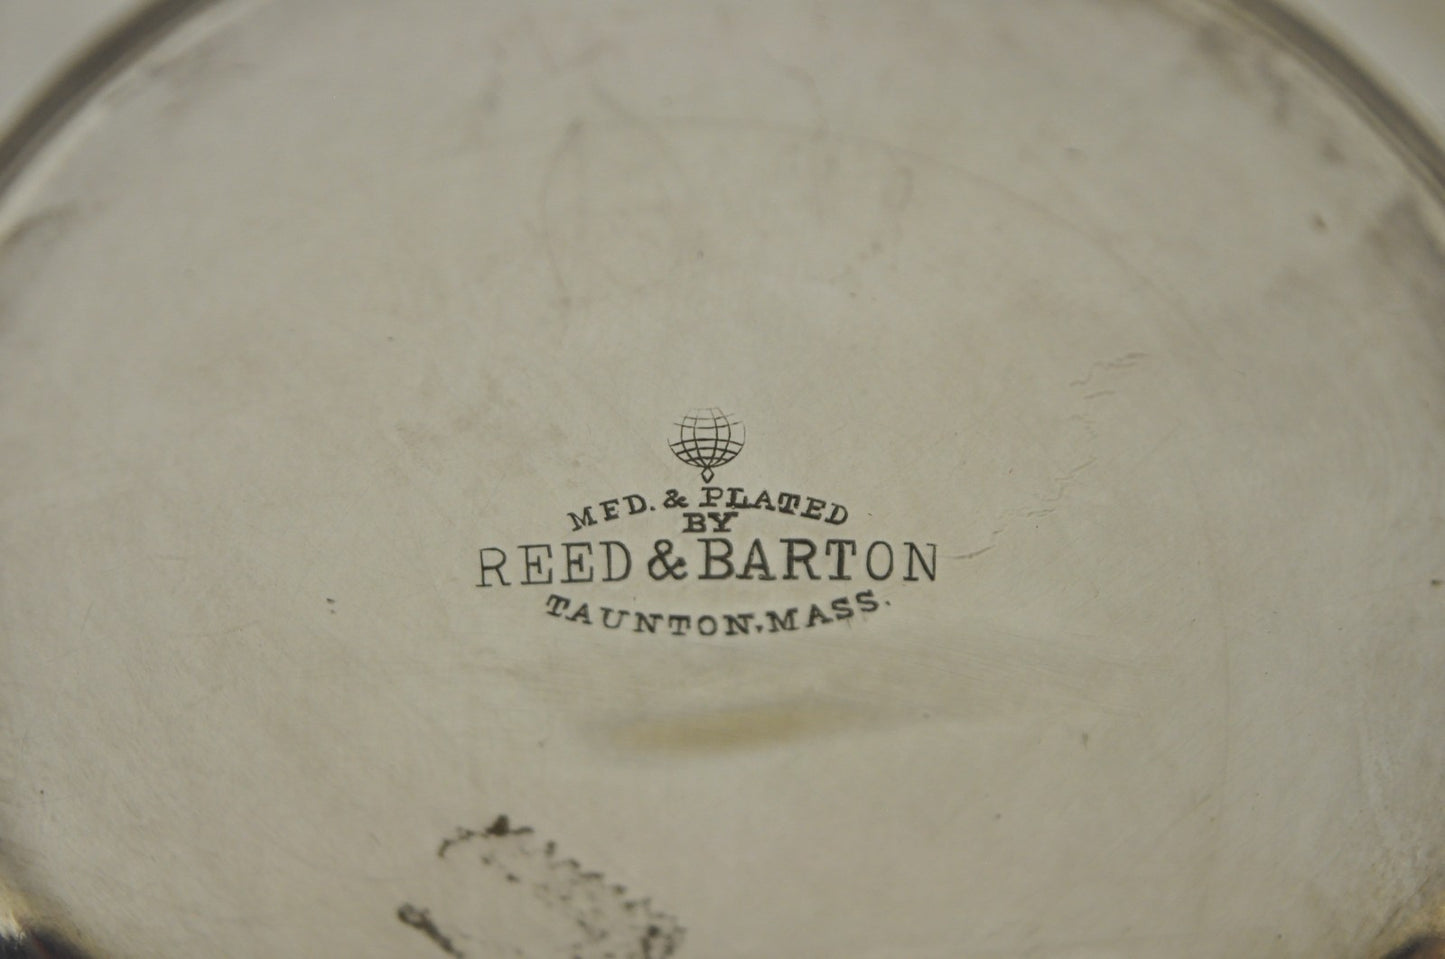 MFD. & PLATED
BY
REED & BARTON
TAUNTON, MASS.